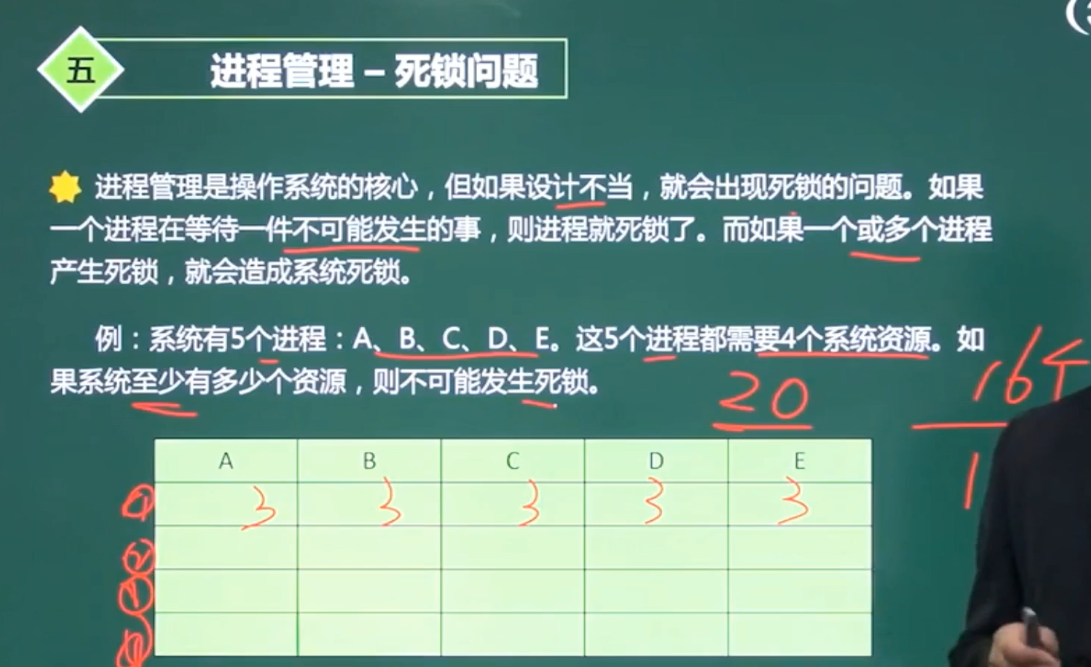 五
进程管理 – 死锁问题
进程管理是操作系统的核心，但如果设计不当，就会出现死锁的问题。如果
一个进程在等待一件不可能发生的事，则进程就死锁了。而如果一个或多个进程
产生死锁，就会造成系统死锁。
例：系统有5个进程：A、B、C、D、E。这5个进程都需要4个系统资源。如
果系统至少有多少个资源，则不可能发生死锁。
20
16个
A B C D E
① 3 3 3 3 3
②